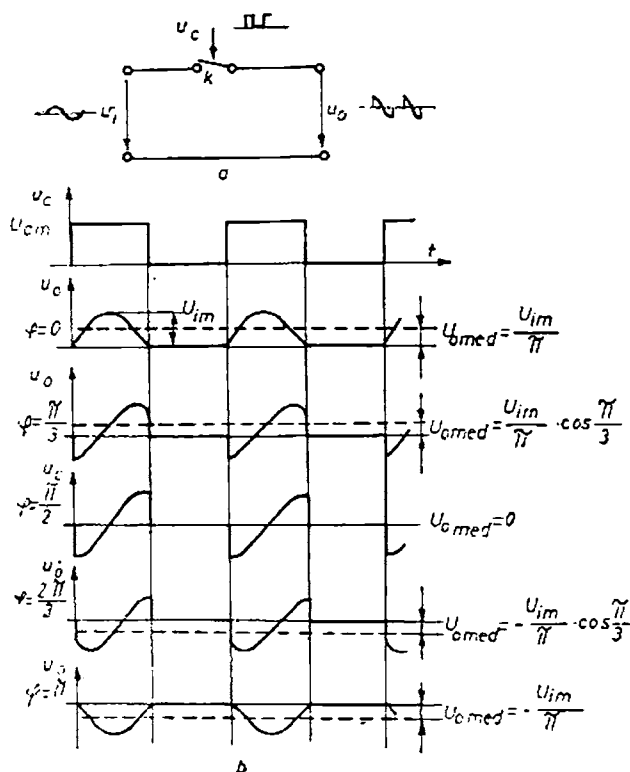 u_c
k
u_i
u_o
a
u_c
U_cm
t
u_o
φ=0
U_im
U_omed = U_im/π
u_o
φ=π/3
U_omed = U_im/π · cos π/3
u_o
φ=π/2
U_omed = 0
u_o
φ=2π/3
U_omed = - U_im/π · cos π/3
u_o
φ=π
U_omed = - U_im/π
b